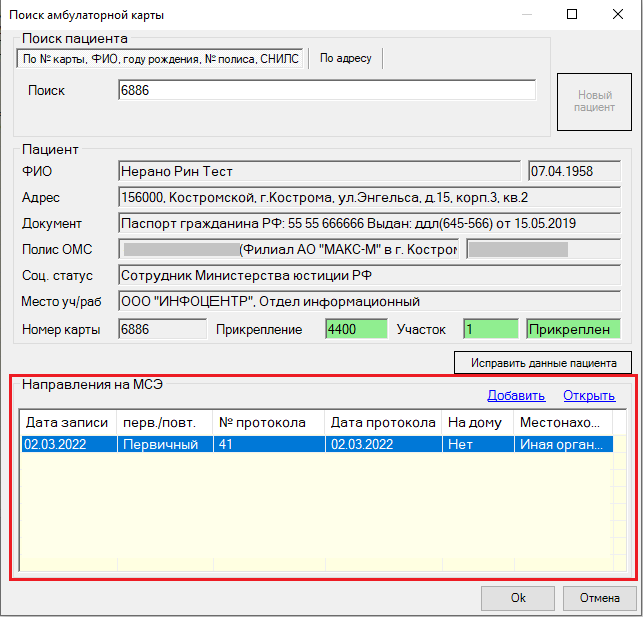 Поиск амбулаторной карты
Поиск пациента
По № карты, ФИО, году рождения, № полиса, СНИЛС По адресу
Поиск 6886
Новый
пациент
Пациент
ФИО Нерано Рин Тест 07.04.1958
Адрес 156000, Костромской, г.Кострома, ул.Энгельса, д.15, корп.3, кв.2
Документ Паспорт гражданина РФ: 55 55 666666 Выдан: ддл(645-566) от 15.05.2019
Полис ОМС (Филиал АО "МАКС-М" в г. Костром
Соц. статус Сотрудник Министерства юстиции РФ
Место уч/раб ООО "ИНФОЦЕНТР", Отдел информационный
Номер карты 6886 Прикрепление 4400 Участок 1 Прикреплен
Исправить данные пациента
Направления на МСЭ
Добавить Открыть
Дата записи перв./повт. № протокола Дата протокола На дому Местонахо...
02.03.2022 Первичный 41 02.03.2022 Нет Иная орган...
Ok Отмена